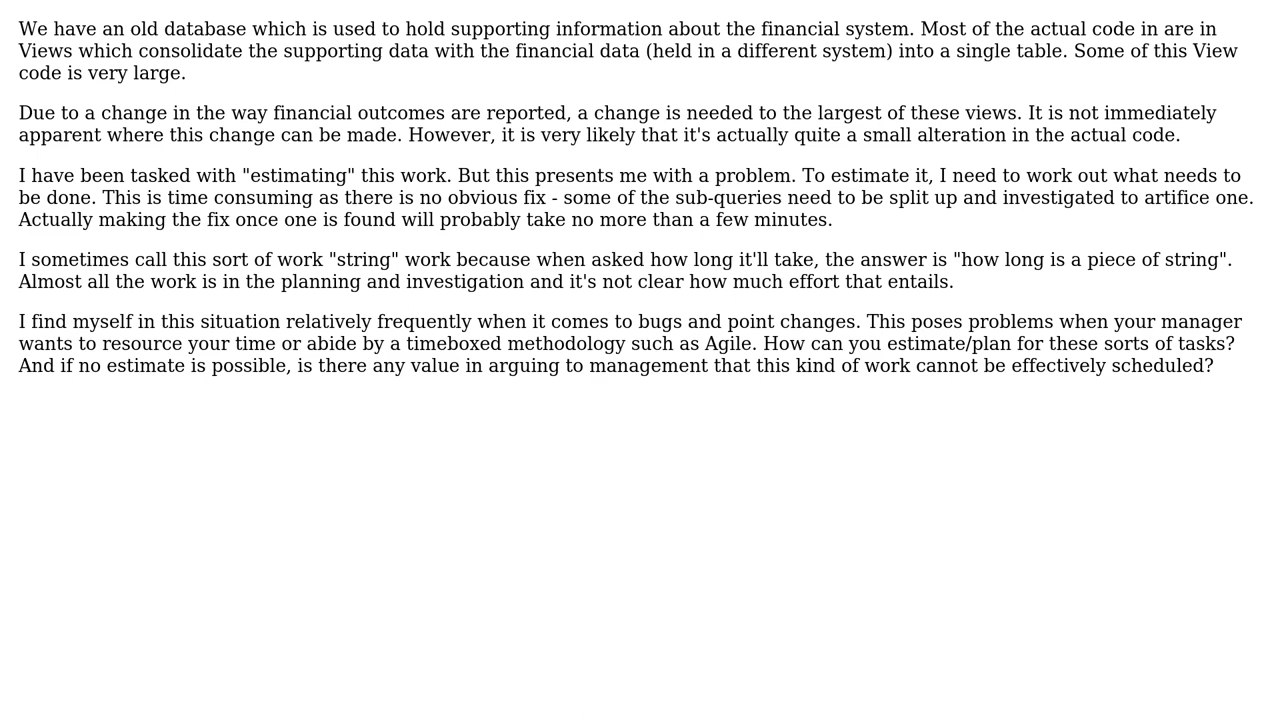 We have an old database which is used to hold supporting information about the financial system. Most of the actual code in are in
Views which consolidate the supporting data with the financial data (held in a different system) into a single table. Some of this View
code is very large.
Due to a change in the way financial outcomes are reported, a change is needed to the largest of these views. It is not immediately
apparent where this change can be made. However, it is very likely that it's actually quite a small alteration in the actual code.
I have been tasked with "estimating" this work. But this presents me with a problem. To estimate it, I need to work out what needs to
be done. This is time consuming as there is no obvious fix - some of the sub-queries need to be split up and investigated to artifice one.
Actually making the fix once one is found will probably take no more than a few minutes.
I sometimes call this sort of work "string" work because when asked how long it'll take, the answer is "how long is a piece of string".
Almost all the work is in the planning and investigation and it's not clear how much effort that entails.
I find myself in this situation relatively frequently when it comes to bugs and point changes. This poses problems when your manager
wants to resource your time or abide by a timeboxed methodology such as Agile. How can you estimate/plan for these sorts of tasks?
And if no estimate is possible, is there any value in arguing to management that this kind of work cannot be effectively scheduled?